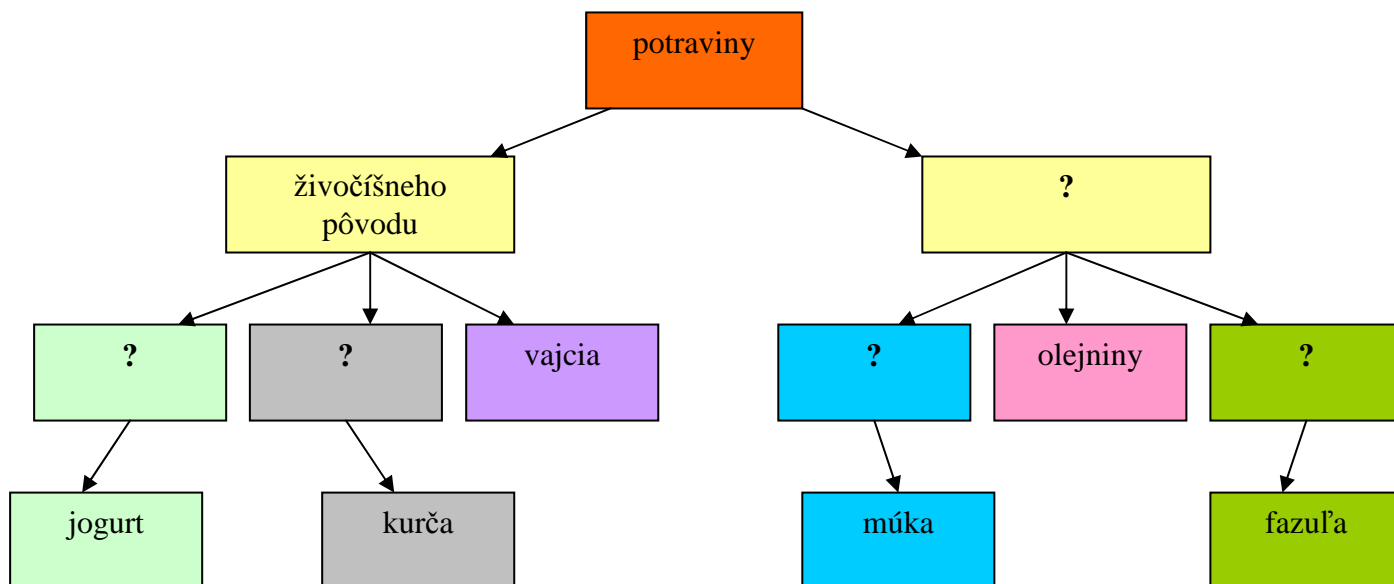 potraviny
živočíšneho
pôvodu
?
?
?
vajcia
?
olejniny
?
jogurt
kurča
múka
fazuľa